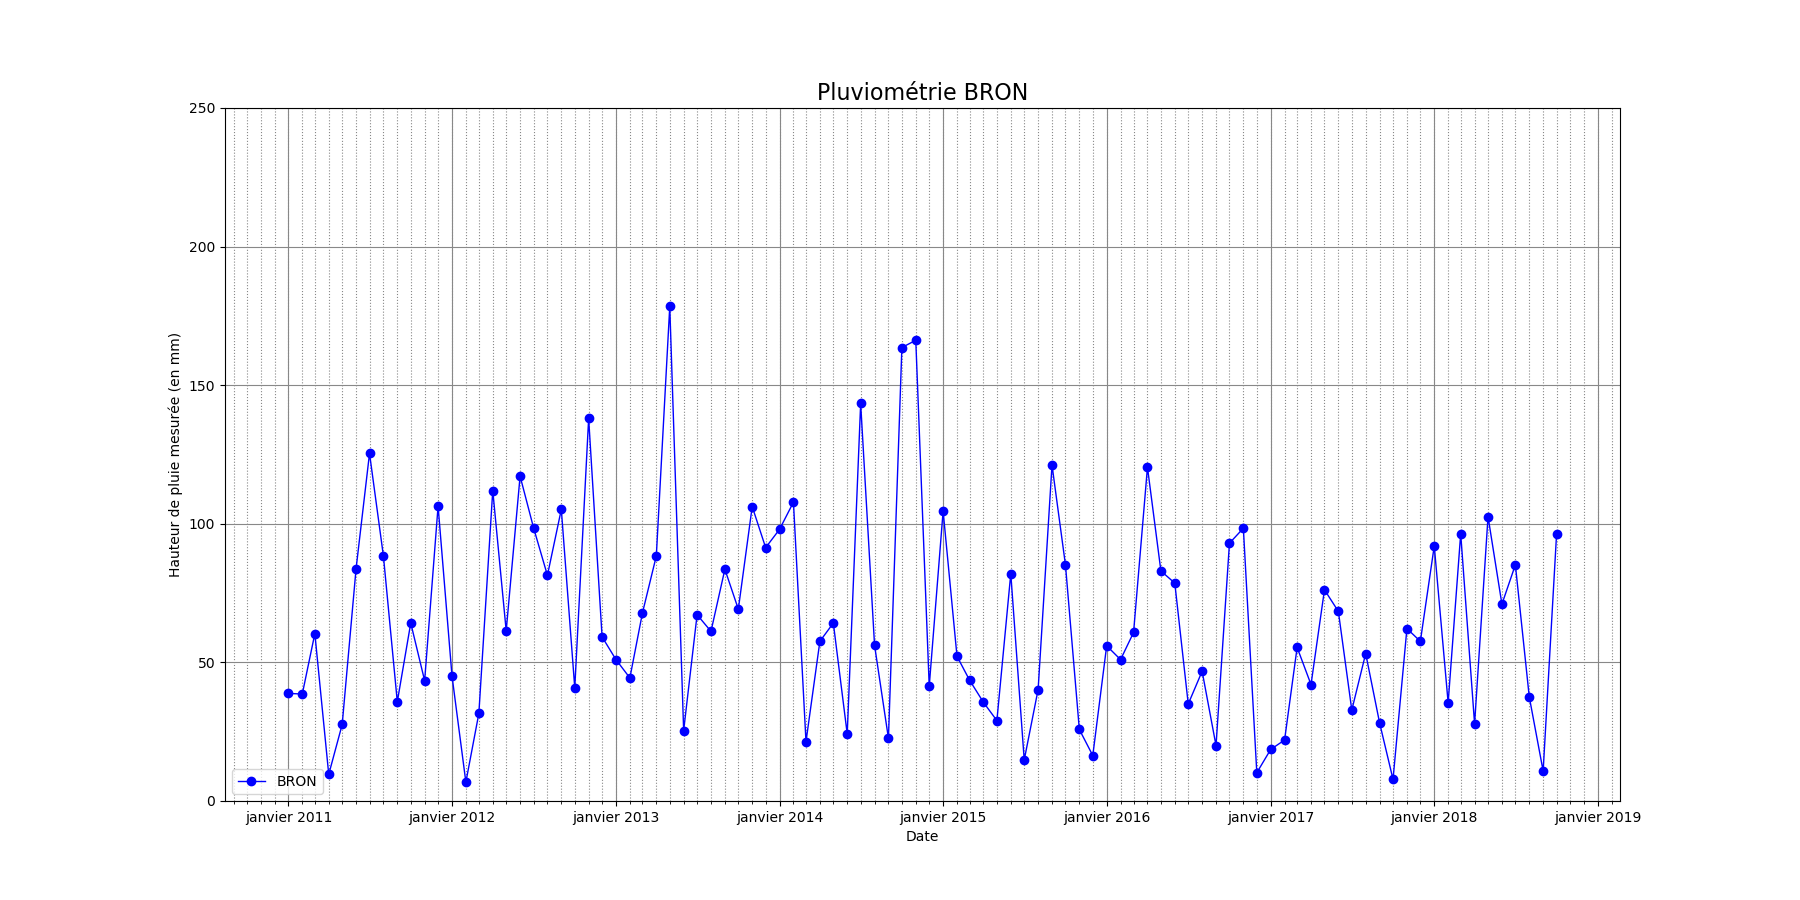 Pluviométrie BRON
250
200
150
100
50
0
Hauteur de pluie mesurée (en mm)
BRON
janvier 2011
janvier 2012
janvier 2013
janvier 2014
janvier 2015
janvier 2016
janvier 2017
janvier 2018
janvier 2019
Date